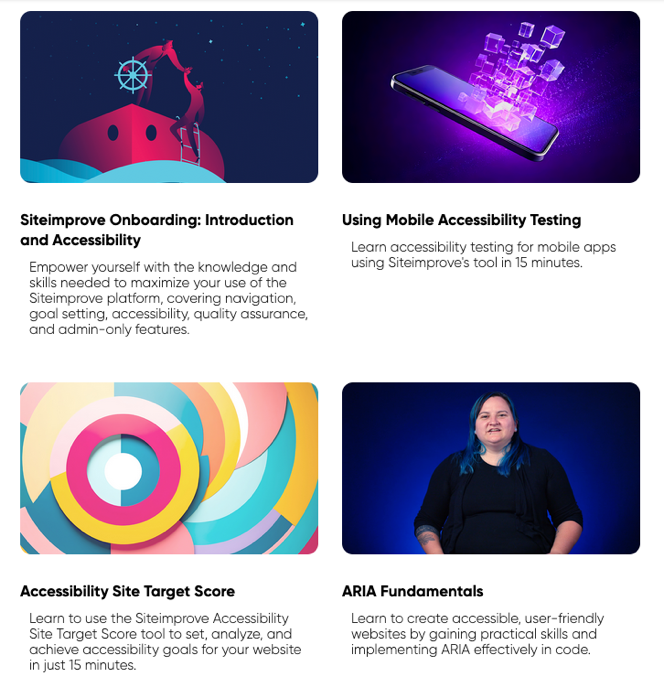 Siteimprove Onboarding: Introduction
and Accessibility
Empower yourself with the knowledge and
skills needed to maximize your use of the
Siteimprove platform, covering navigation,
goal setting, accessibility, quality assurance,
and admin-only features.
Using Mobile Accessibility Testing
Learn accessibility testing for mobile apps
using Siteimprove's tool in 15 minutes.
Accessibility Site Target Score
Learn to use the Siteimprove Accessibility
Site Target Score tool to set, analyze, and
achieve accessibility goals for your website
in just 15 minutes.
ARIA Fundamentals
Learn to create accessible, user-friendly
websites by gaining practical skills and
implementing ARIA effectively in code.